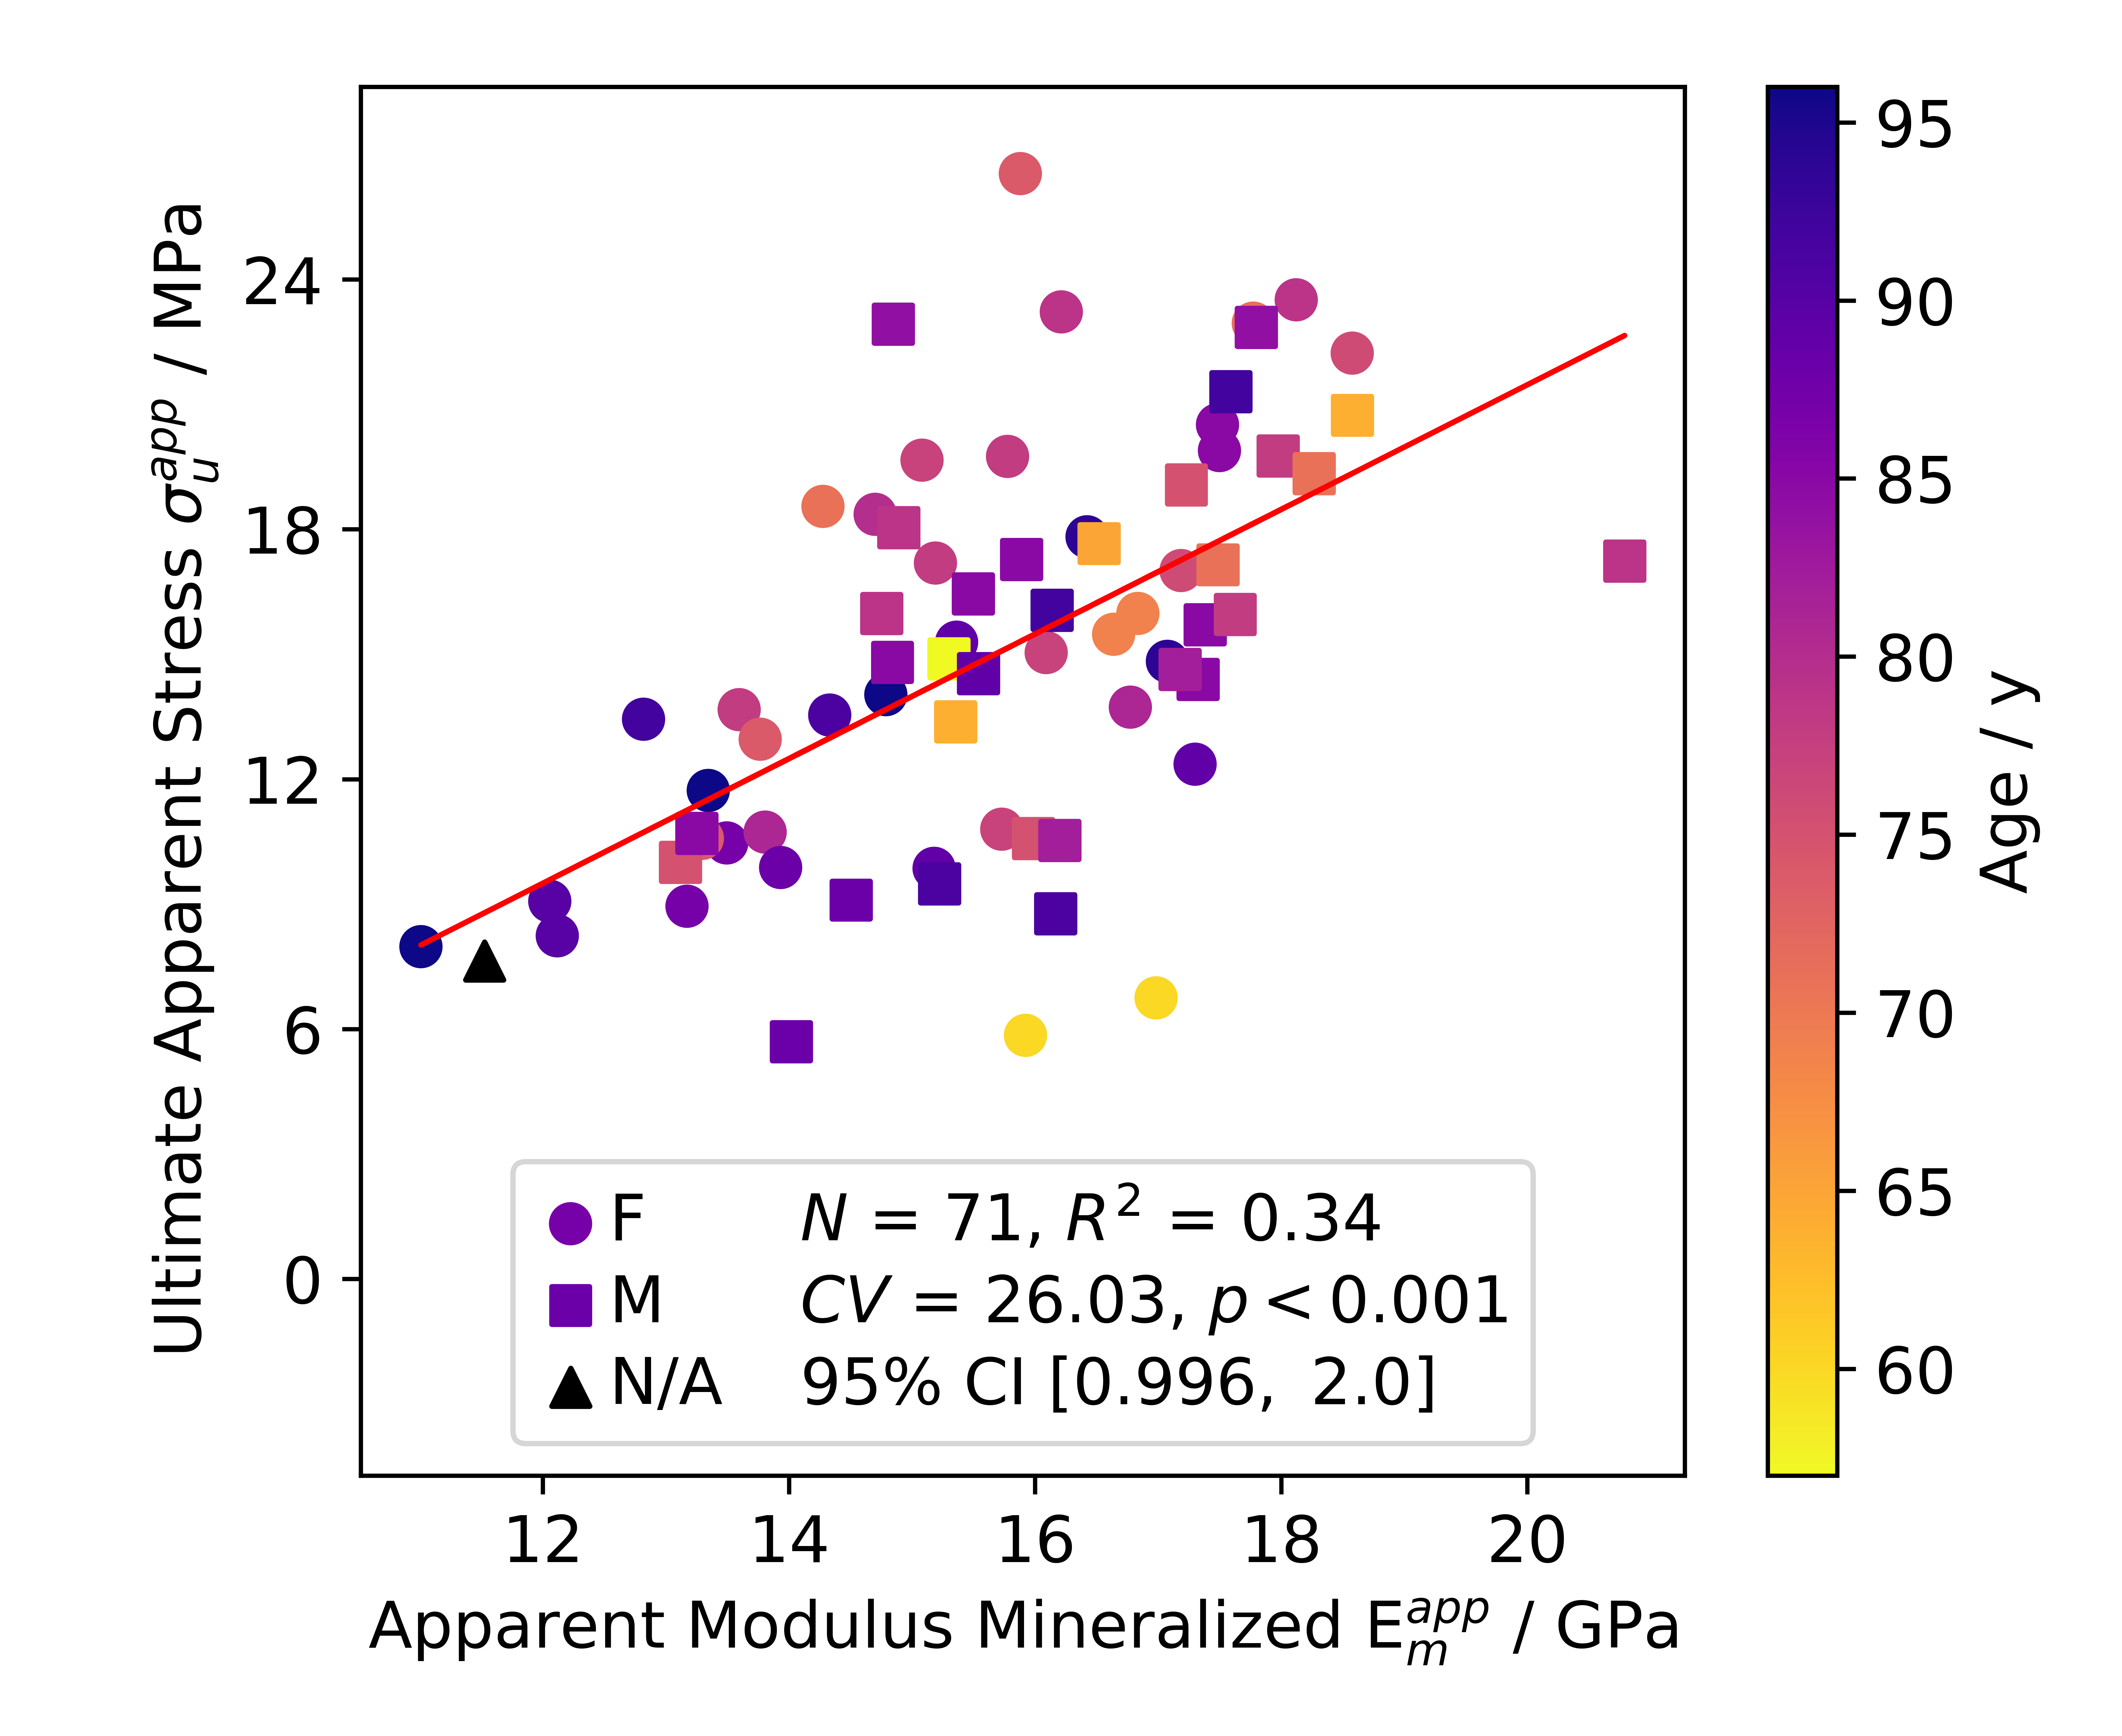 Ultimate Apparent Stress σ_u^app / MPa
24
18
12
6
0
F
M
N/A
N = 71, R² = 0.34
CV = 26.03, p < 0.001
95% CI [0.996, 2.0]
12 14 16 18 20
Apparent Modulus Mineralized E_m^app / GPa
95
90
85
80
75
70
65
60
Age / y